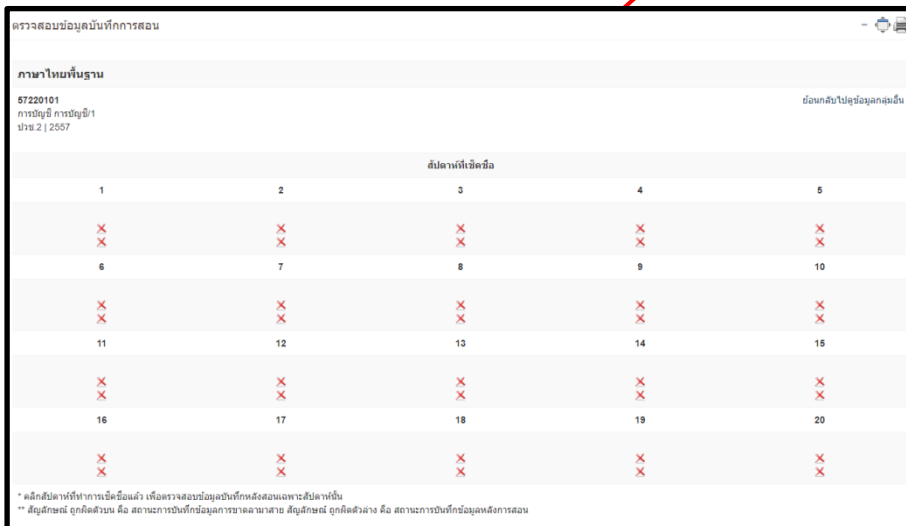 ตรวจสอบข้อมูลบันทึกการสอน
ภาษาไทยพื้นฐาน
57220101
ย้อนกลับไปดูข้อมูลกลุ่มอื่น
การบัญชี การบัญชี/1
ปวช.2 | 2557
สัปดาห์ที่เช็คชื่อ
1 2 3 4 5
6 7 8 9 10
11 12 13 14 15
16 17 18 19 20
* คลิกสัปดาห์ที่ทำการเช็คชื่อแล้ว เพื่อตรวจสอบข้อมูลบันทึกหลังสอนเฉพาะสัปดาห์นั้น
** สัญลักษณ์ ถูกผิดตัวบน คือ สถานะการบันทึกข้อมูลการขาดลามาสาย สัญลักษณ์ ถูกผิดตัวล่าง คือ สถานะการบันทึกข้อมูลหลังการสอน